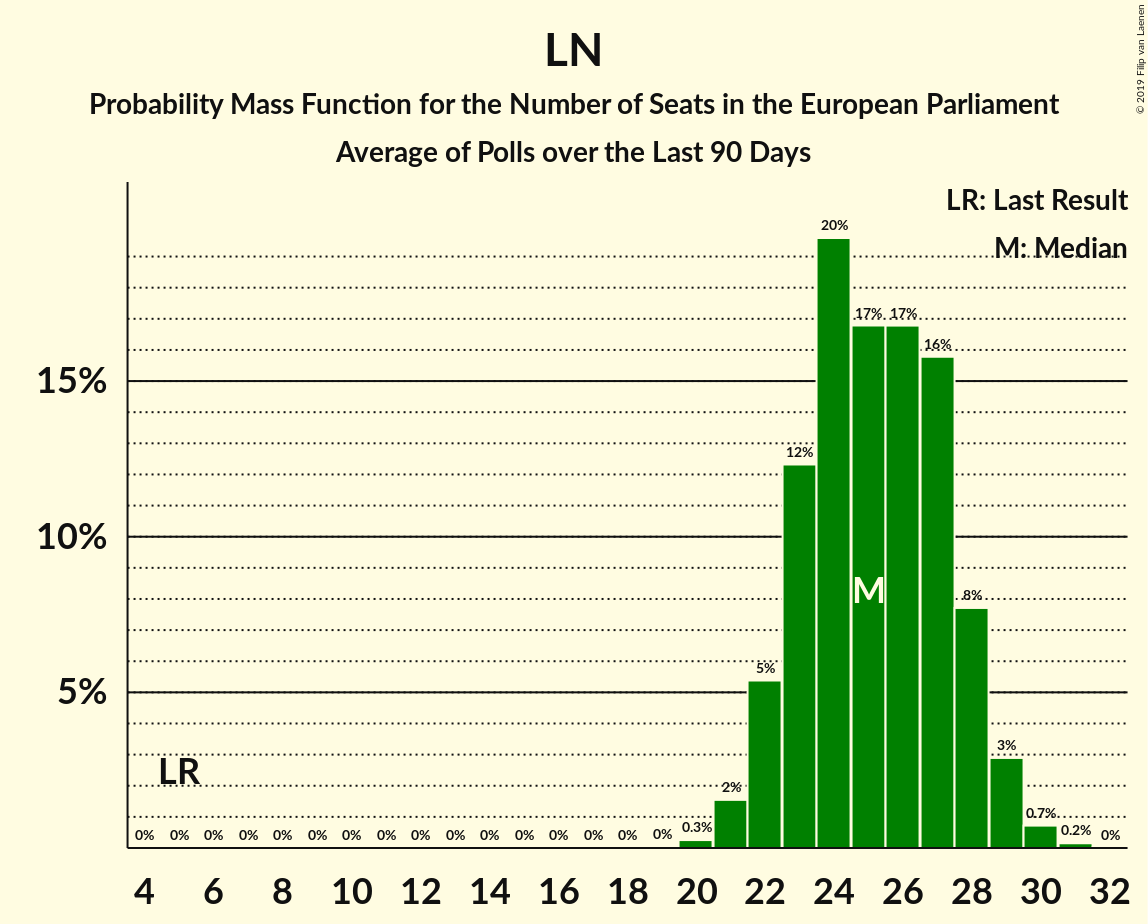 LN
Probability Mass Function for the Number of Seats in the European Parliament
Average of Polls over the Last 90 Days
© 2019 Filip van Laenen
LR: Last Result
M: Median
20%
17% 17%
16%
15%
12%
10%
M
8%
5%
5%
3%
LR
2%
0% 0% 0% 0% 0% 0% 0% 0% 0% 0% 0% 0% 0% 0% 0% 0% 0.3% 0.7% 0.2% 0%
4 6 8 10 12 14 16 18 20 22 24 26 28 30 32